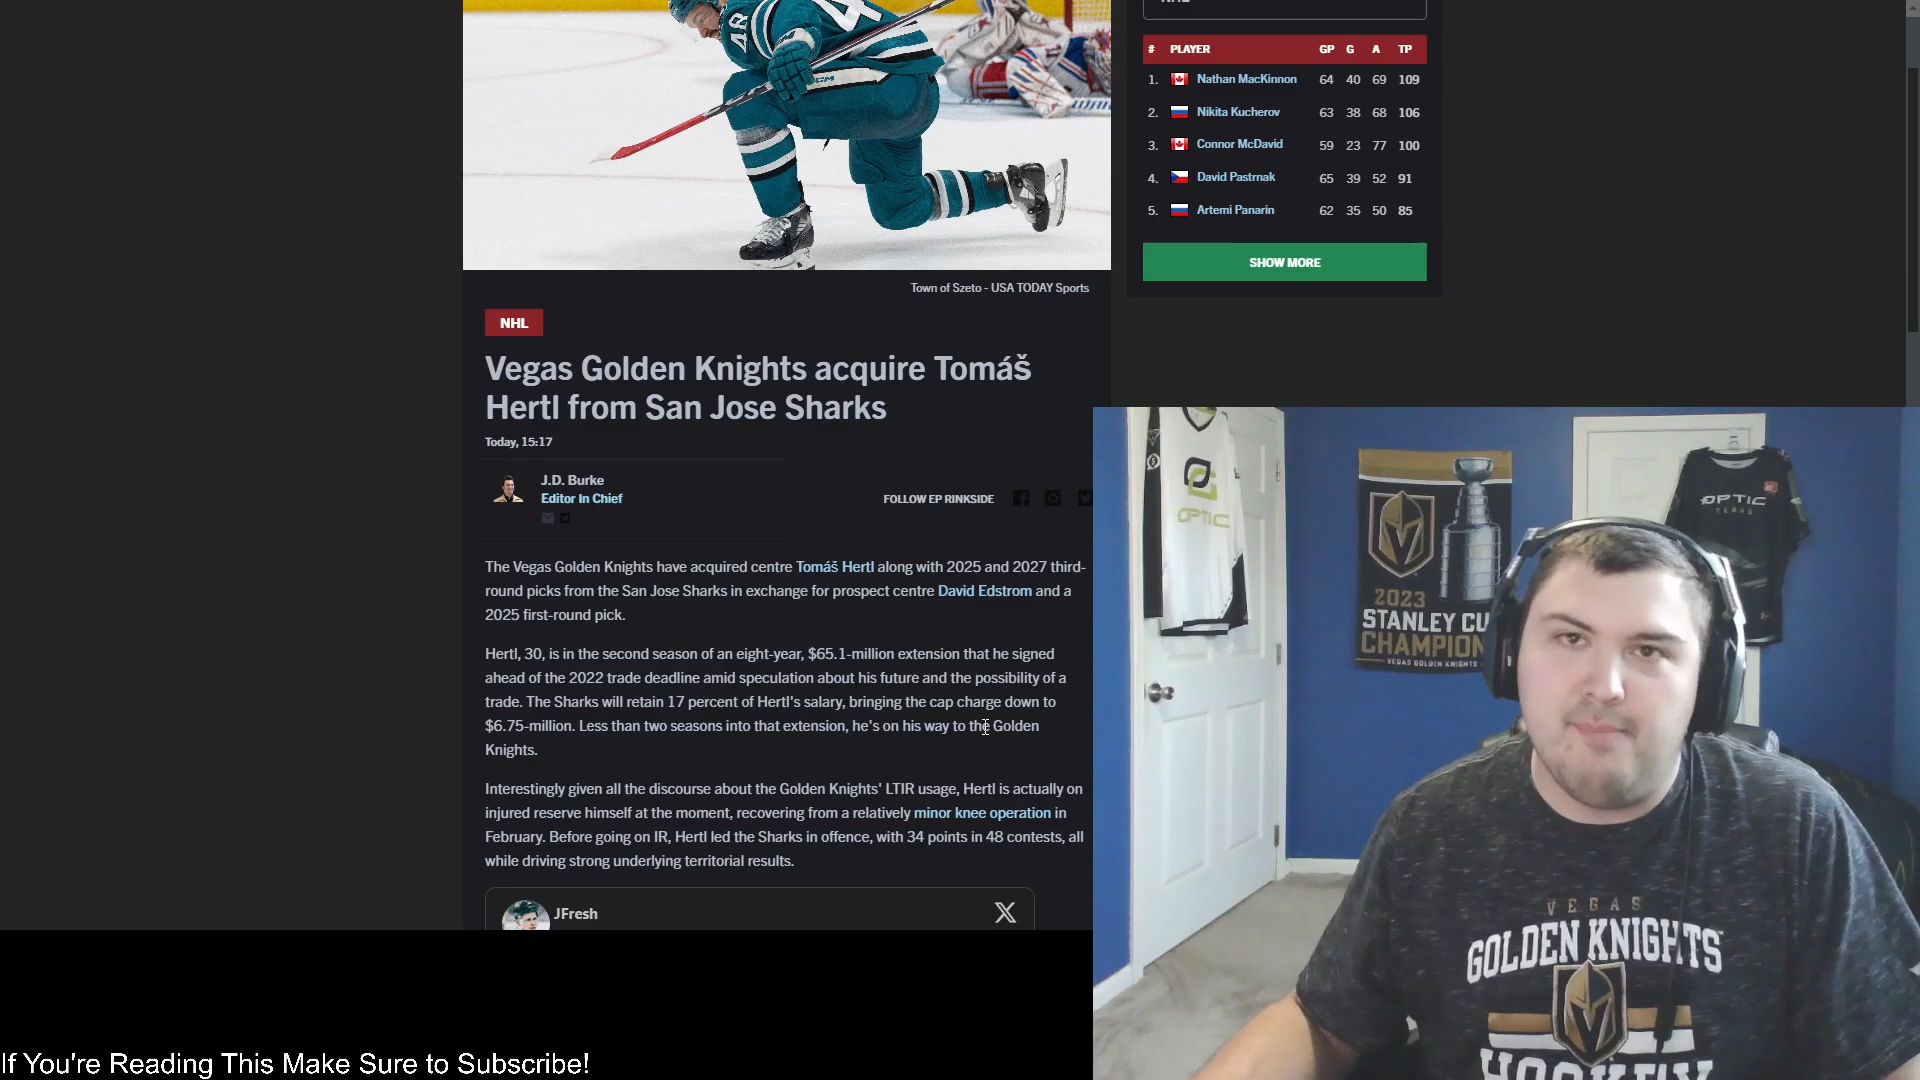 48
CCM
# PLAYER GP G A TP
1. Nathan MacKinnon 64 40 69 109
2. Nikita Kucherov 63 38 68 106
3. Connor McDavid 59 23 77 100
4. David Pastrnak 65 39 52 91
5. Artemi Panarin 62 35 50 85
SHOW MORE
Town of Szeto - USA TODAY Sports
NHL
Vegas Golden Knights acquire Tomáš
Hertl from San Jose Sharks
Today, 15:17
J.D. Burke
Editor In Chief
FOLLOW EP RINKSIDE
The Vegas Golden Knights have acquired centre Tomáš Hertl along with 2025 and 2027 third-
round picks from the San Jose Sharks in exchange for prospect centre David Edstrom and a
2025 first-round pick.
Hertl, 30, is in the second season of an eight-year, $65.1-million extension that he signed
ahead of the 2022 trade deadline amid speculation about his future and the possibility of a
trade. The Sharks will retain 17 percent of Hertl's salary, bringing the cap charge down to
$6.75-million. Less than two seasons into that extension, he's on his way to the Golden
Knights.
Interestingly given all the discourse about the Golden Knights' LTIR usage, Hertl is actually on
injured reserve himself at the moment, recovering from a relatively minor knee operation in
February. Before going on IR, Hertl led the Sharks in offence, with 34 points in 48 contests, all
while driving strong underlying territorial results.
JFresh
X
OPTIC
OPTIC
TEXAS
2023
STANLEY CU
CHAMPION
VEGAS GOLDEN KNIGHTS
VEGAS
GOLDEN KNIGHTS
HOCKEY
If You're Reading This Make Sure to Subscribe!